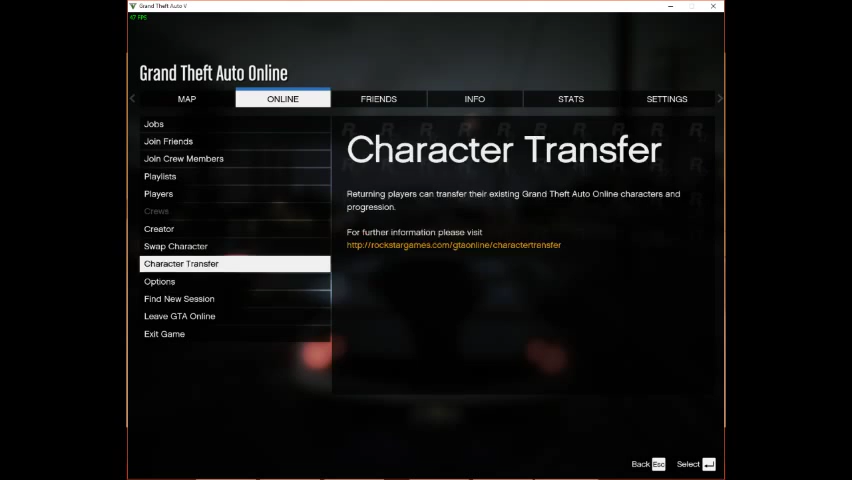 Grand Theft Auto V
67 FPS
Grand Theft Auto Online
MAP
ONLINE
FRIENDS
INFO
STATS
SETTINGS
Jobs
Join Friends
Join Crew Members
Playlists
Players
Crews
Creator
Swap Character
Character Transfer
Options
Find New Session
Leave GTA Online
Exit Game
Character Transfer
Returning players can transfer their existing Grand Theft Auto Online characters and
progression.
For further information please visit
http://rockstargames.com/gtaonline/charactertransfer
Back Esc Select